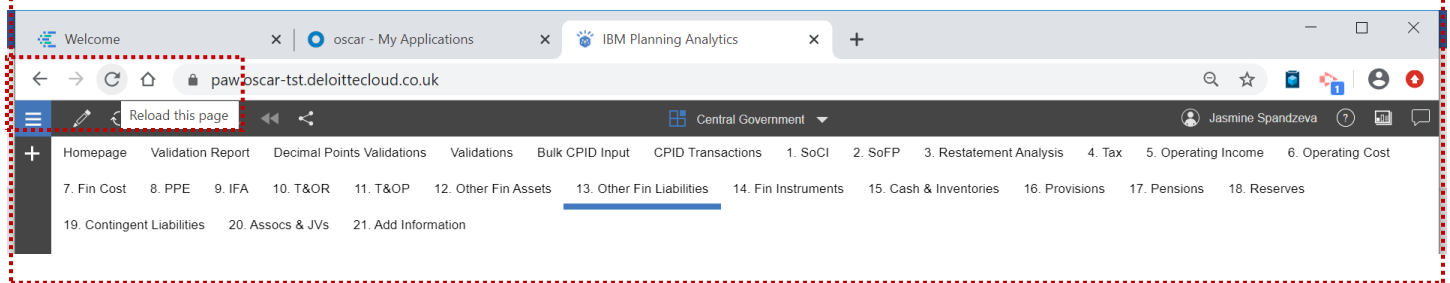 Welcome oscar - My Applications IBM Planning Analytics
paw.oscar-tst.deloittecloud.co.uk
1
Reload this page Central Government Jasmine Spandzeva
Homepage Validation Report Decimal Points Validations Validations Bulk CPID Input CPID Transactions 1. SoCI 2. SoFP 3. Restatement Analysis 4. Tax 5. Operating Income 6. Operating Cost
7. Fin Cost 8. PPE 9. IFA 10. T&OR 11. T&OP 12. Other Fin Assets 13. Other Fin Liabilities 14. Fin Instruments 15. Cash & Inventories 16. Provisions 17. Pensions 18. Reserves
19. Contingent Liabilities 20. Assocs & JVs 21. Add Information